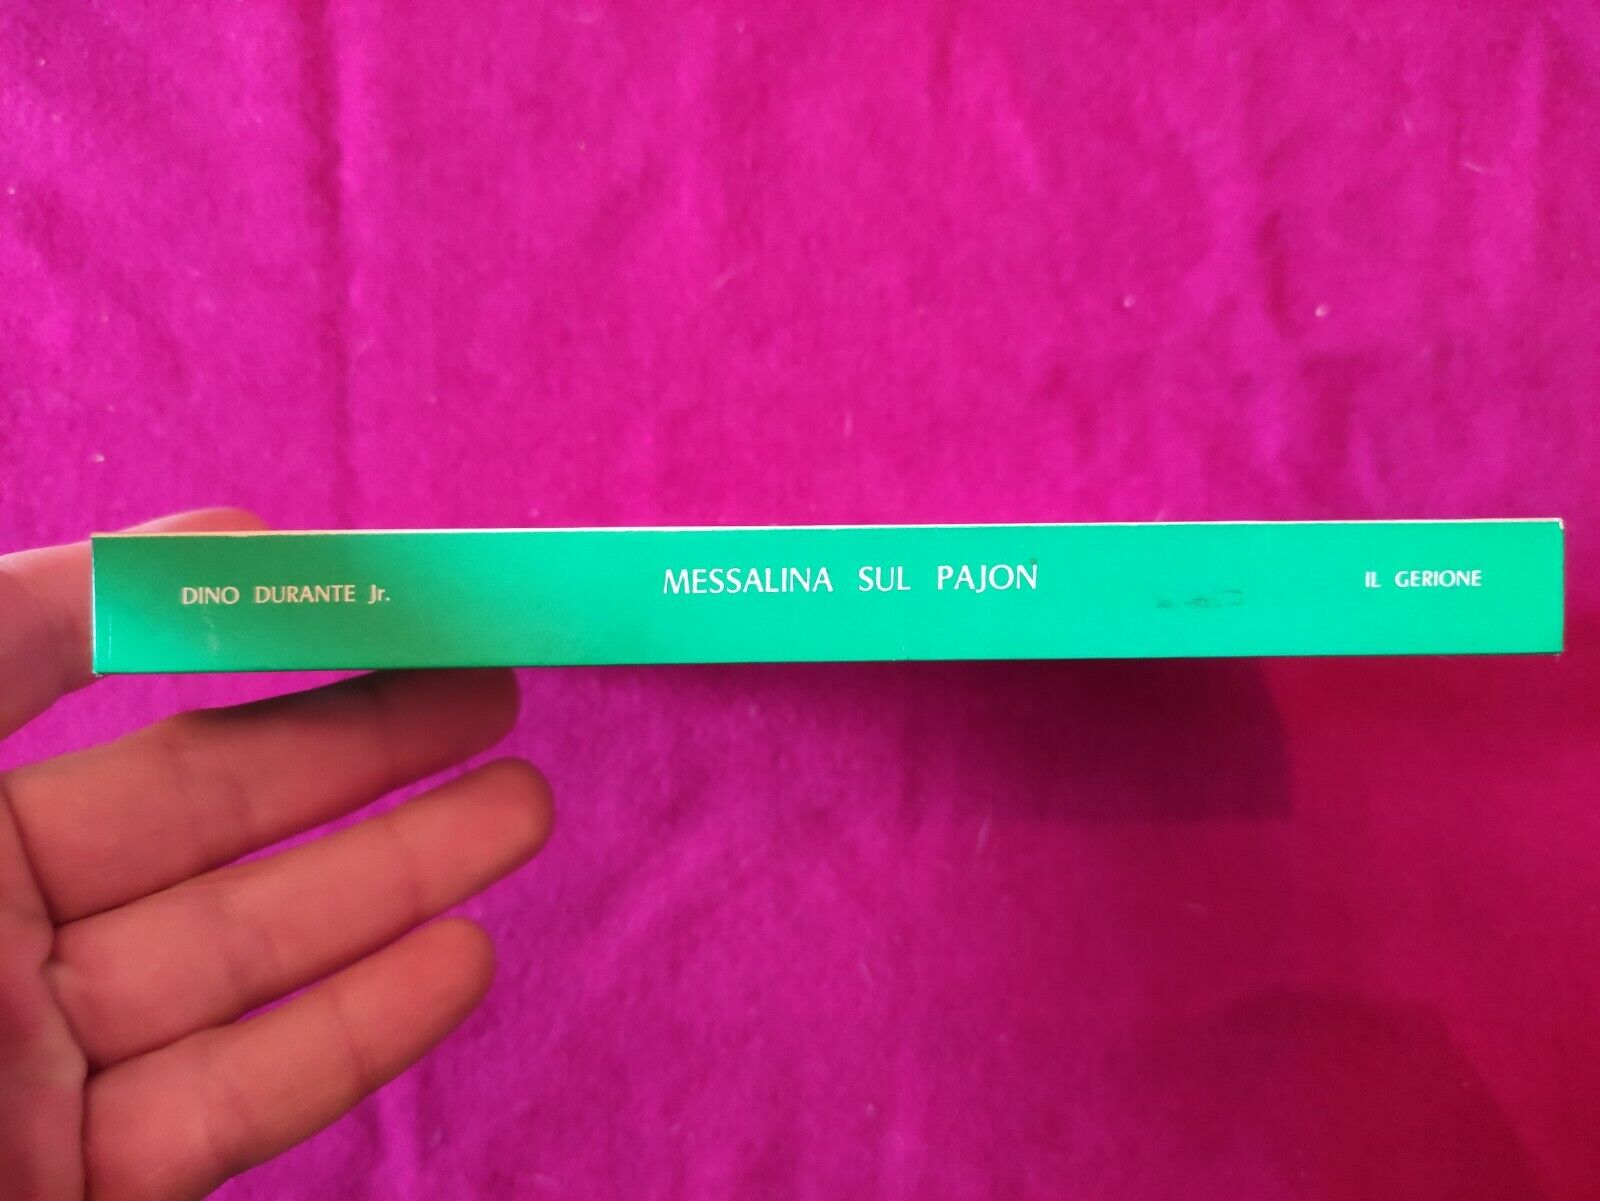 DINO DURANTE Jr. MESSALINA SUL PAJON IL GERIONE